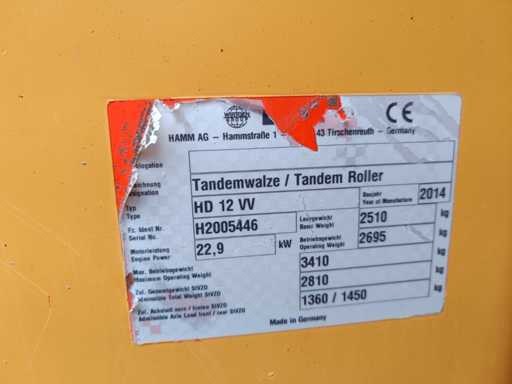 WIRTGEN GROUP
CE
HAMM AG – Hammstraße 1 – 43 Tirschenreuth – Germany
Tandemwalze / Tandem Roller
Typ
Type
HD 12 VV
Baujahr
Year of Manufacture
2014
Fz. Ident Nr.
Serial No.
H2005446
Leergewicht
Basic Weight
2510 kg
Motorleistung
Engine Power
22,9 kW
Betriebsgewicht
Operating Weight
2695 kg
Max. Betriebsgewicht
Maximum Operating Weight
3410 kg
Zul. Gesamtgewicht StVZO
Admissible Total Weight StVZO
2810 kg
Zul. Achslast vorn / hinten StVZO
Admissible Axle Load front / rear StVZO
1360 / 1450 kg
Made in Germany